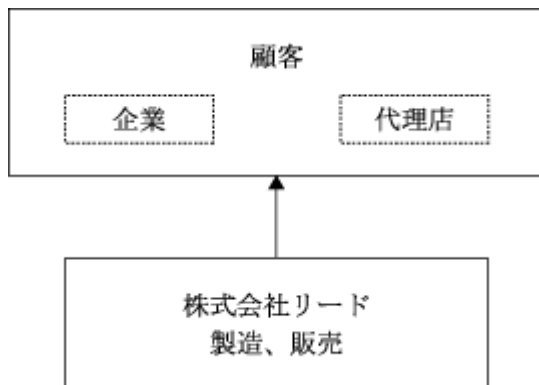 顧客
企業
代理店
株式会社リード
製造、販売